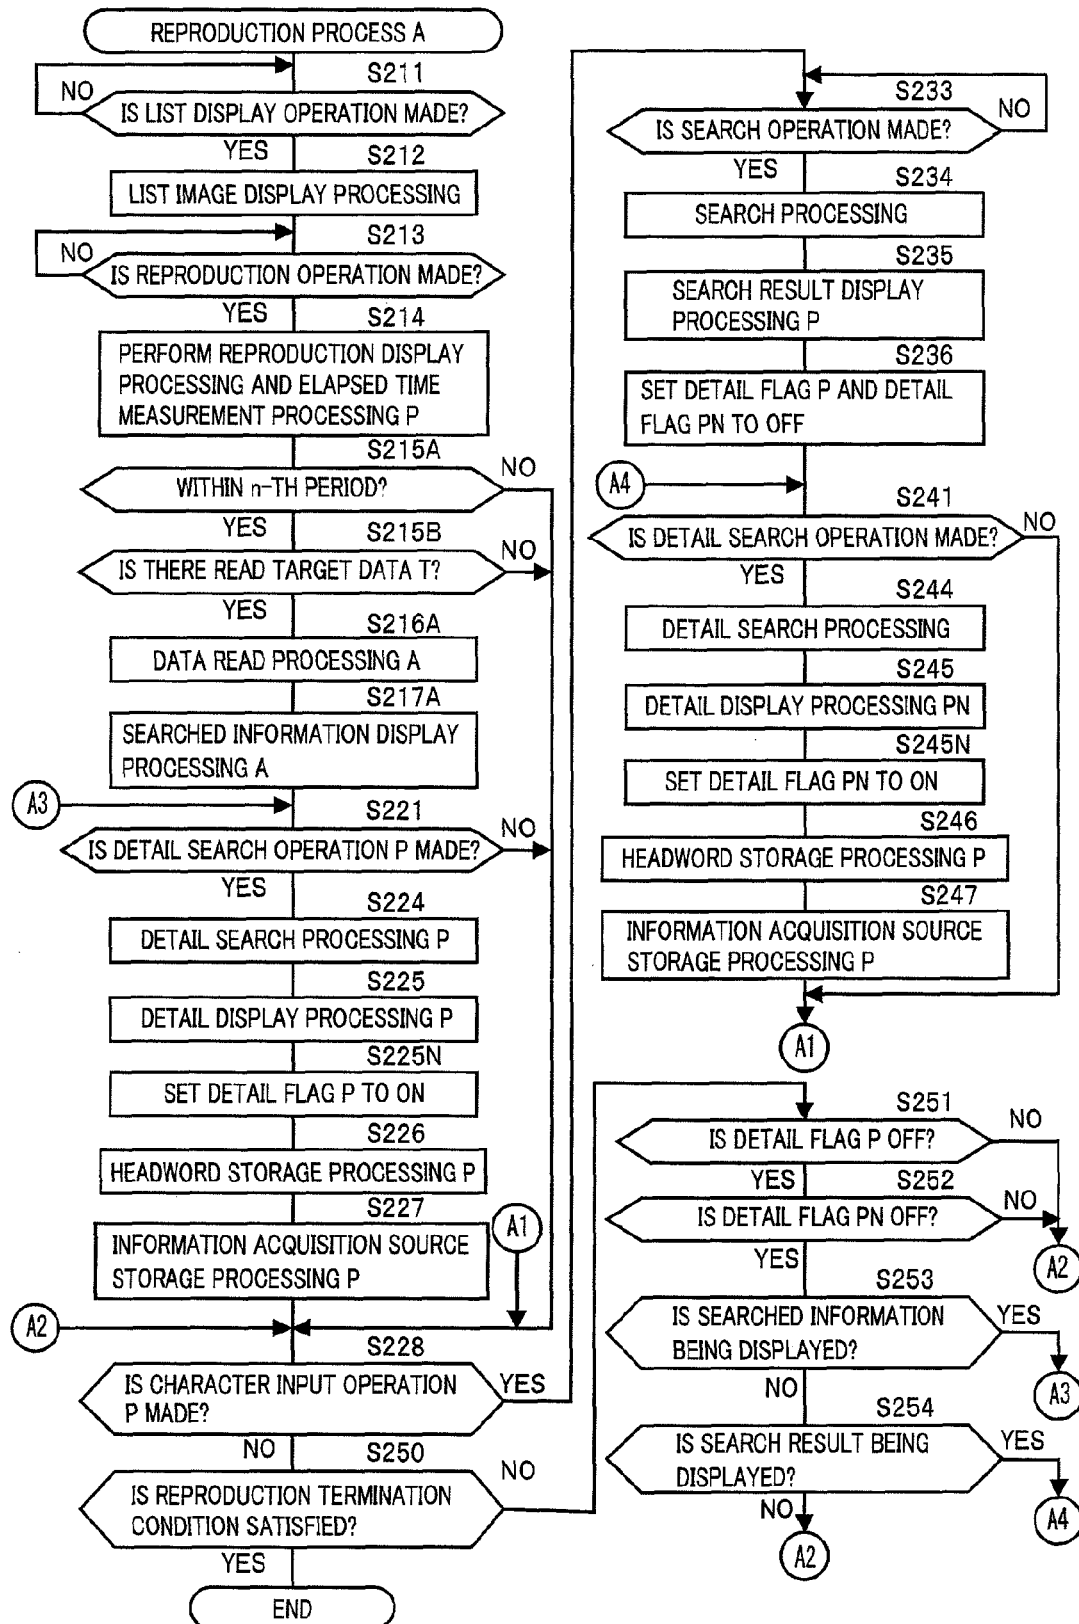 REPRODUCTION PROCESS A
S211
NO
IS LIST DISPLAY OPERATION MADE?
YES
S212
LIST IMAGE DISPLAY PROCESSING
S213
NO
IS REPRODUCTION OPERATION MADE?
YES
S214
PERFORM REPRODUCTION DISPLAY
PROCESSING AND ELAPSED TIME
MEASUREMENT PROCESSING P
S215A
NO
WITHIN n-TH PERIOD?
YES
S215B
NO
IS THERE READ TARGET DATA T?
YES
S216A
DATA READ PROCESSING A
S217A
SEARCHED INFORMATION DISPLAY
PROCESSING A
A3
S221
NO
IS DETAIL SEARCH OPERATION P MADE?
YES
S224
DETAIL SEARCH PROCESSING P
S225
DETAIL DISPLAY PROCESSING P
S225N
SET DETAIL FLAG P TO ON
S226
HEADWORD STORAGE PROCESSING P
S227
A1
INFORMATION ACQUISITION SOURCE
STORAGE PROCESSING P
A2
S228
IS CHARACTER INPUT OPERATION
P MADE?
YES
NO
S250
NO
IS REPRODUCTION TERMINATION
CONDITION SATISFIED?
YES
END
S233
NO
IS SEARCH OPERATION MADE?
YES
S234
SEARCH PROCESSING
S235
SEARCH RESULT DISPLAY
PROCESSING P
S236
SET DETAIL FLAG P AND DETAIL
FLAG PN TO OFF
A4
S241
NO
IS DETAIL SEARCH OPERATION MADE?
YES
S244
DETAIL SEARCH PROCESSING
S245
DETAIL DISPLAY PROCESSING PN
S245N
SET DETAIL FLAG PN TO ON
S246
HEADWORD STORAGE PROCESSING P
S247
INFORMATION ACQUISITION SOURCE
STORAGE PROCESSING P
A1
S251
NO
IS DETAIL FLAG P OFF?
YES
S252
NO
IS DETAIL FLAG PN OFF?
YES
A2
S253
IS SEARCHED INFORMATION
BEING DISPLAYED?
YES
A3
NO
S254
IS SEARCH RESULT BEING
DISPLAYED?
YES
A4
NO
A2